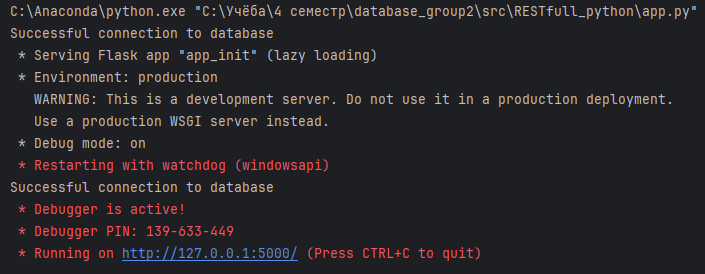 C:\Anaconda\python.exe "C:\Учёба\4 семестр\database_group2\src\RESTfull_python\app.py"
Successful connection to database
 * Serving Flask app "app_init" (lazy loading)
 * Environment: production
   WARNING: This is a development server. Do not use it in a production deployment.
   Use a production WSGI server instead.
 * Debug mode: on
 * Restarting with watchdog (windowsapi)
Successful connection to database
 * Debugger is active!
 * Debugger PIN: 139-633-449
 * Running on http://127.0.0.1:5000/ (Press CTRL+C to quit)